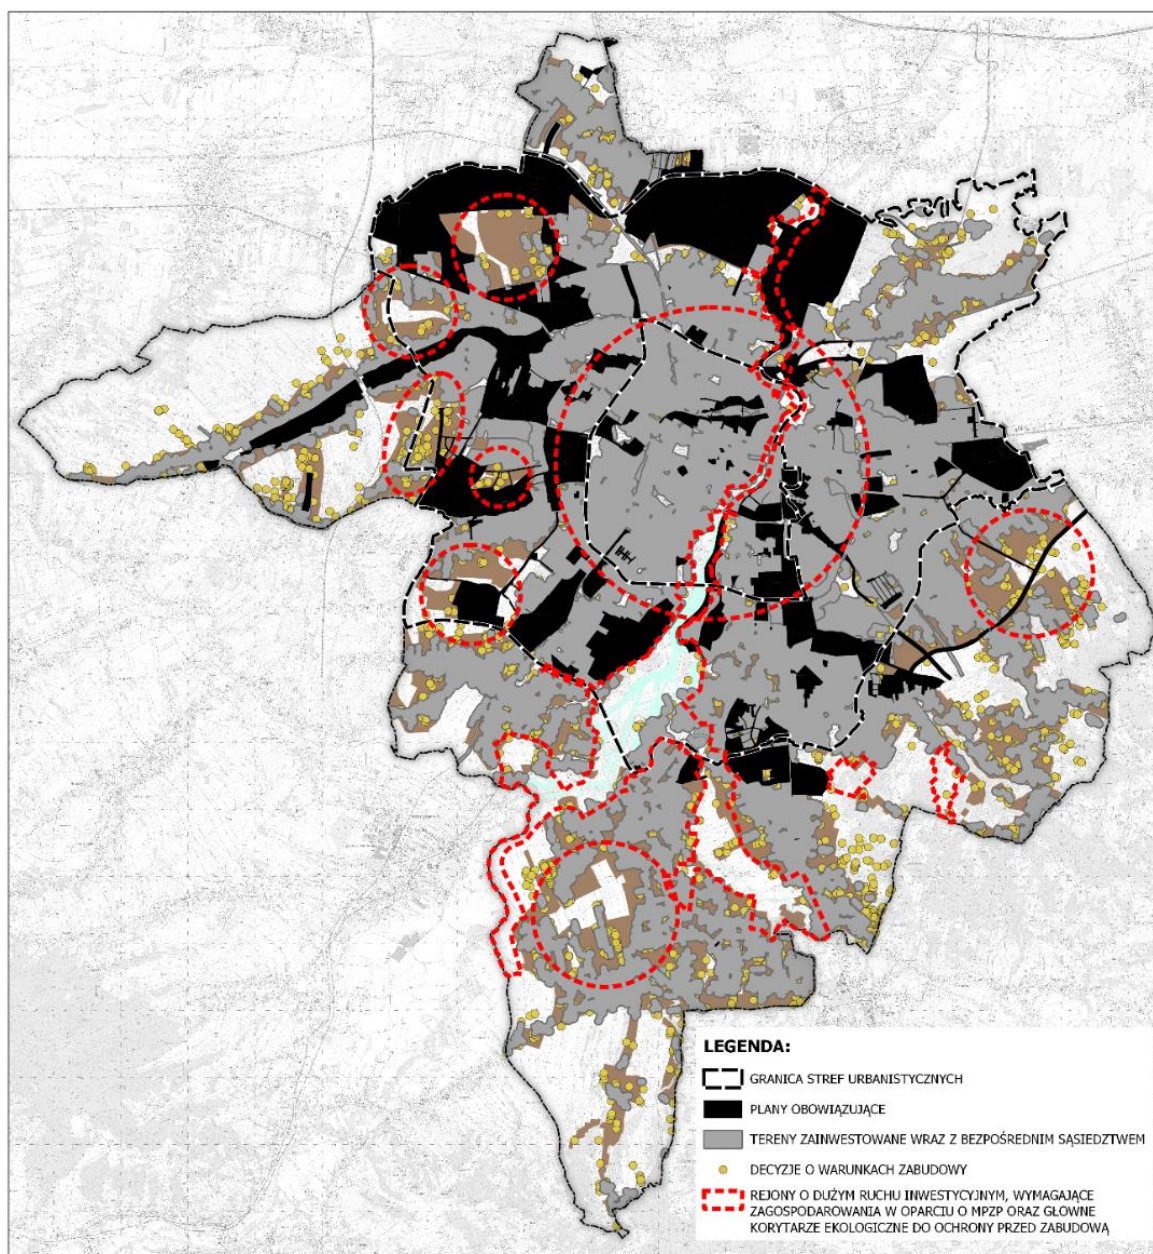 LEGENDA:
GRANICA STREF URBANISTYCZNYCH
PLANY OBOWIĄZUJĄCE
TERENY ZAINWESTOWANE WRAZ Z BEZPOŚREDNIM SĄSIEDZTWEM
DECYZJE O WARUNKACH ZABUDOWY
REJONY O DUŻYM RUCHU INWESTYCYJNYM, WYMAGAJĄCE
ZAGOSPODAROWANIA W OPARCIU O MPZP ORAZ GŁOWNE
KORYTARZE EKOLOGICZNE DO OCHRONY PRZED ZABUDOWĄ